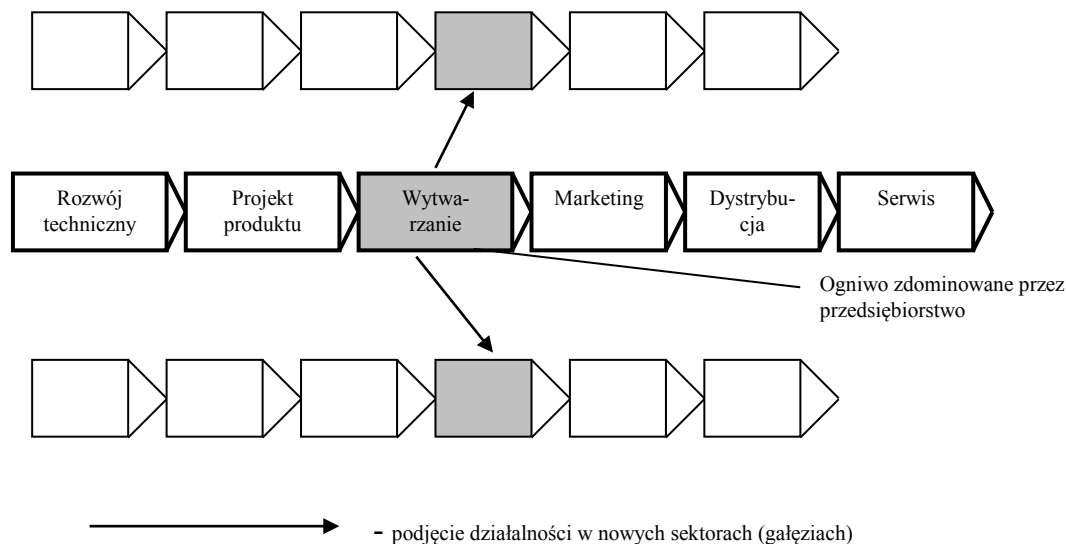 Rozwój
techniczny
Projekt
produktu
Wytwa-
rzanie
Marketing
Dystrybu-
cja
Serwis
Ogniwo zdominowane przez
przedsiębiorstwo
- podjęcie działalności w nowych sektorach (gałęziach)